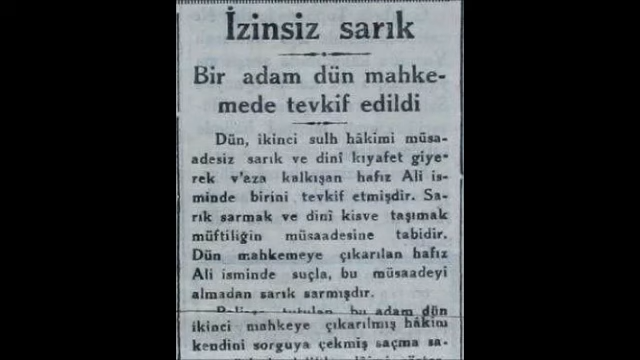 İzinsiz sarık
Bir adam dün mahke-
mede tevkif edildi
Dün, ikinci sulh hâkimi müsa-
adesiz sarık ve dinî kıyafet giye-
rek v'aza kalkışan hafız Ali is-
minde birini tevkif etmişdir. Sa-
rık sarmak ve dinî kisve taşımak
müftiliğin müsaadesine tabidir.
Dün mahkemeye çıkarılan hafız
Ali isminde suçla, bu müsaadeyi
almadan sarık sarmışdır.
bu adam dün
ikinci mahkeye çıkarılmış hâkim
kendini sorguya çekmiş saçma sa-